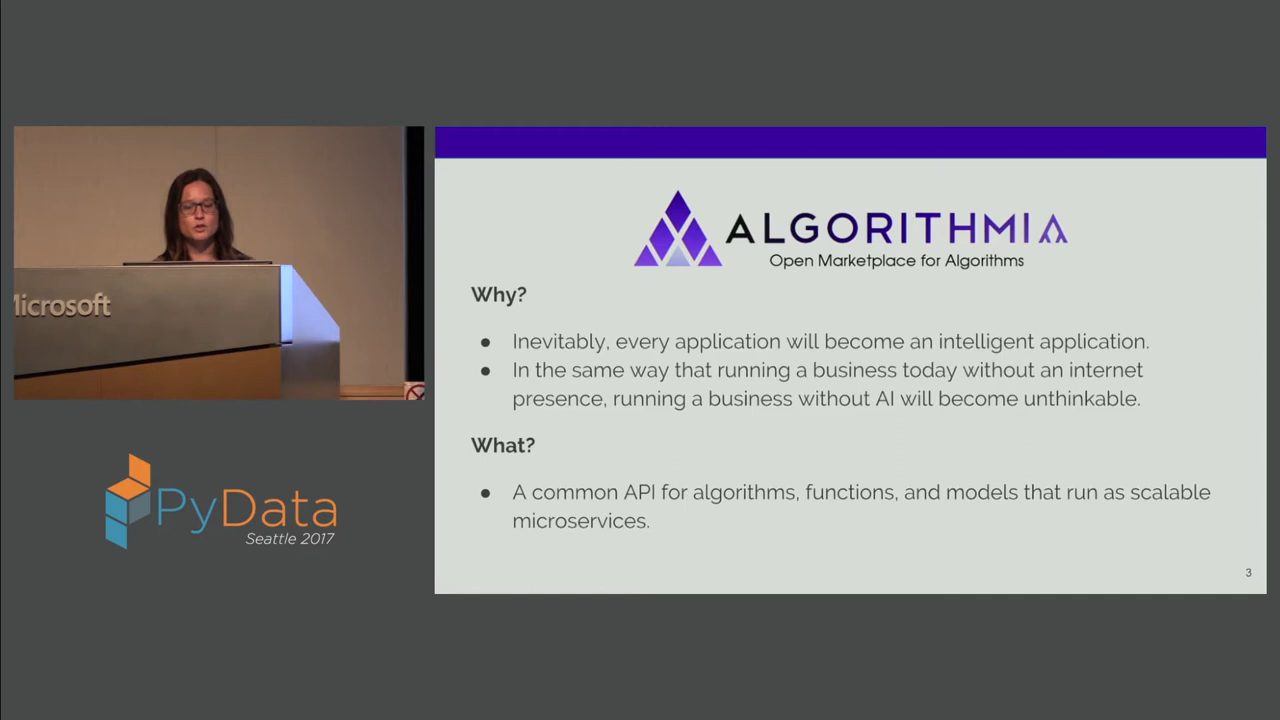 Microsoft
PyData
Seattle 2017
ALGORITHMIA
Open Marketplace for Algorithms
Why?
● Inevitably, every application will become an intelligent application.
● In the same way that running a business today without an internet
presence, running a business without AI will become unthinkable.
What?
● A common API for algorithms, functions, and models that run as scalable
microservices.
3